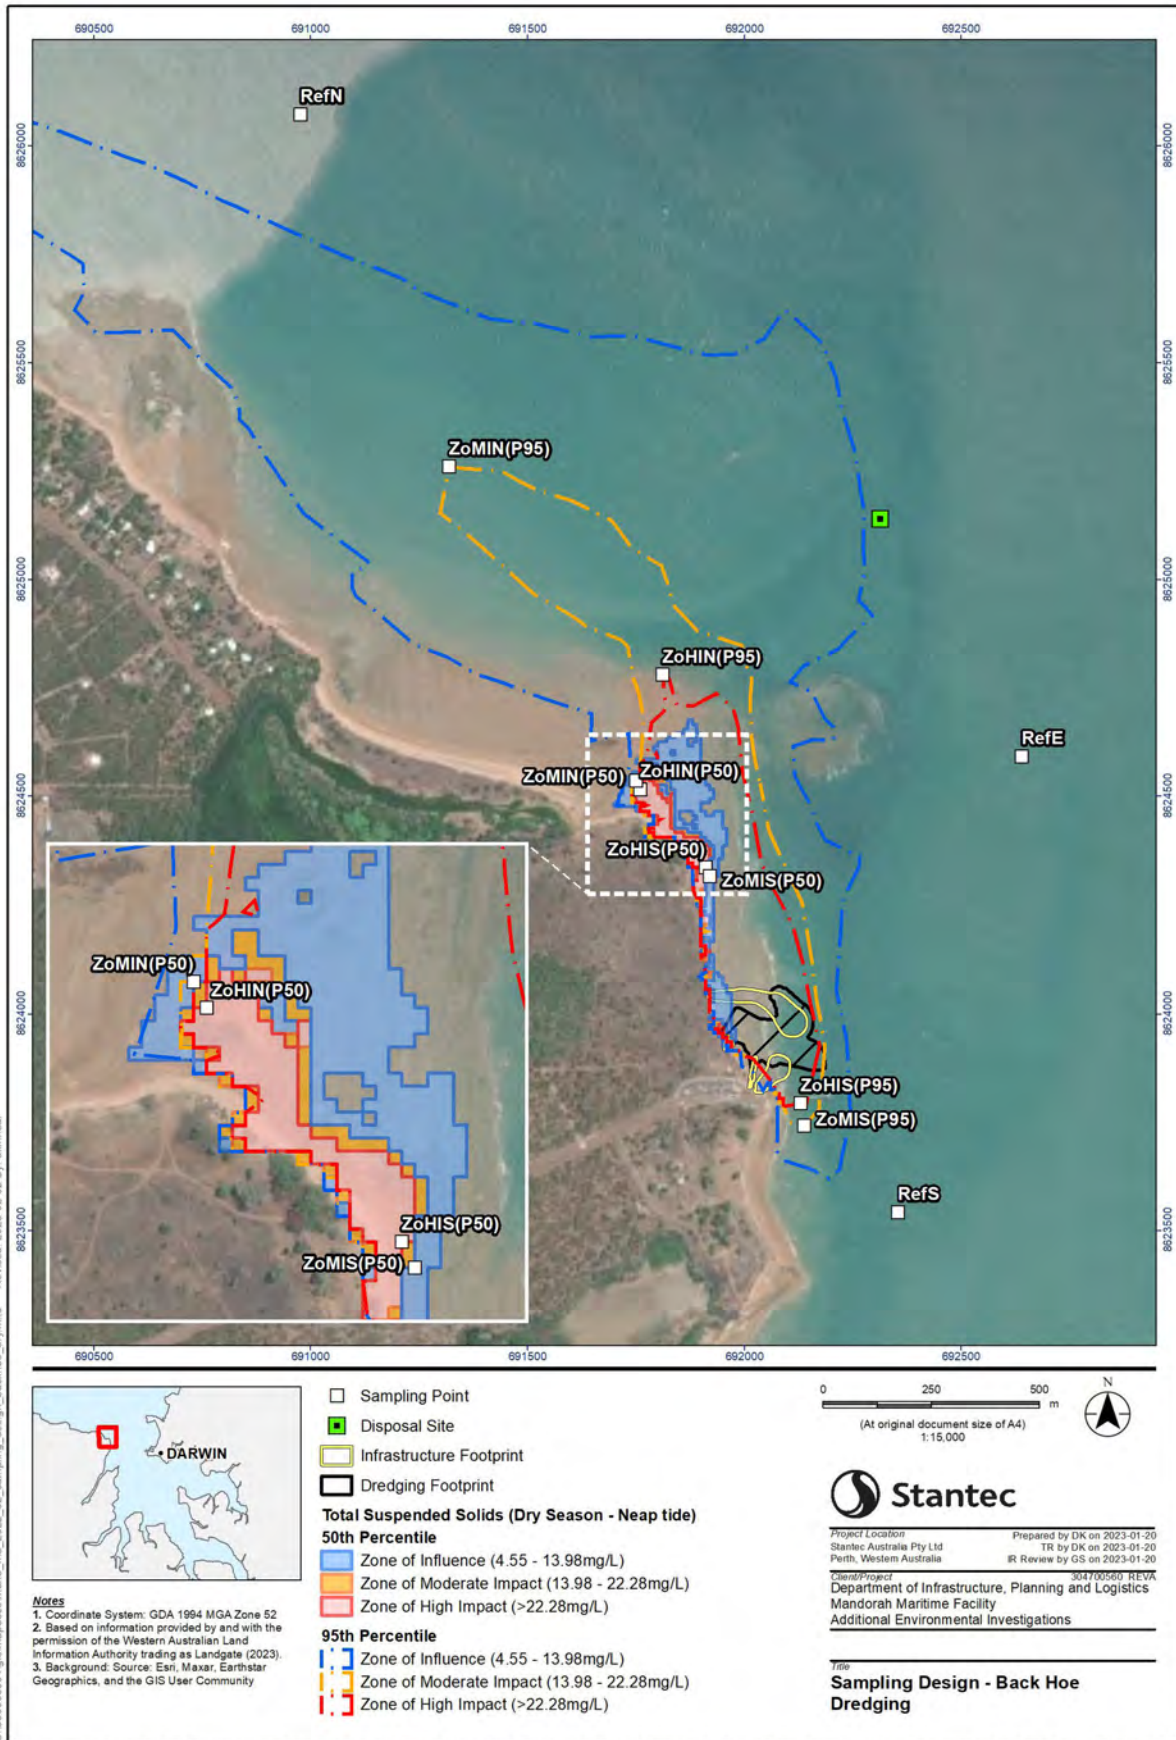 690500 691000 691500 692000 692500
RefN
8626000 8626000
8625500 8625500
ZoMIN(P95)
8625000 8625000
ZoHIN(P95)
RefE
ZoMIN(P50) ZoHIN(P50)
8624500 8624500
ZoHIS(P50)
ZoMIS(P50)
ZoMIN(P50)
ZoHIN(P50)
8624000 8624000
ZoHIS(P95)
ZoMIS(P95)
RefS
ZoHIS(P50)
8623500 8623500
ZoMIS(P50)
690500 691000 691500 692000 692500
DARWIN
Notes
1. Coordinate System: GDA 1994 MGA Zone 52
2. Based on information provided by and with the
permission of the Western Australian Land
Information Authority trading as Landgate (2023).
3. Background: Source: Esri, Maxar, Earthstar
Geographics, and the GIS User Community
Sampling Point
Disposal Site
Infrastructure Footprint
Dredging Footprint
Total Suspended Solids (Dry Season - Neap tide)
50th Percentile
Zone of Influence (4.55 - 13.98mg/L)
Zone of Moderate Impact (13.98 - 22.28mg/L)
Zone of High Impact (>22.28mg/L)
95th Percentile
Zone of Influence (4.55 - 13.98mg/L)
Zone of Moderate Impact (13.98 - 22.28mg/L)
Zone of High Impact (>22.28mg/L)
0 250 500
m
(At original document size of A4)
1:15,000
N
Stantec
Project Location Prepared by DK on 2023-01-20
Stantec Australia Pty Ltd TR by DK on 2023-01-20
Perth, Western Australia IR Review by GS on 2023-01-20
Client/Project 304700560 REVA
Department of Infrastructure, Planning and Logistics
Mandorah Maritime Facility
Additional Environmental Investigations
Title
Sampling Design - Back Hoe
Dredging